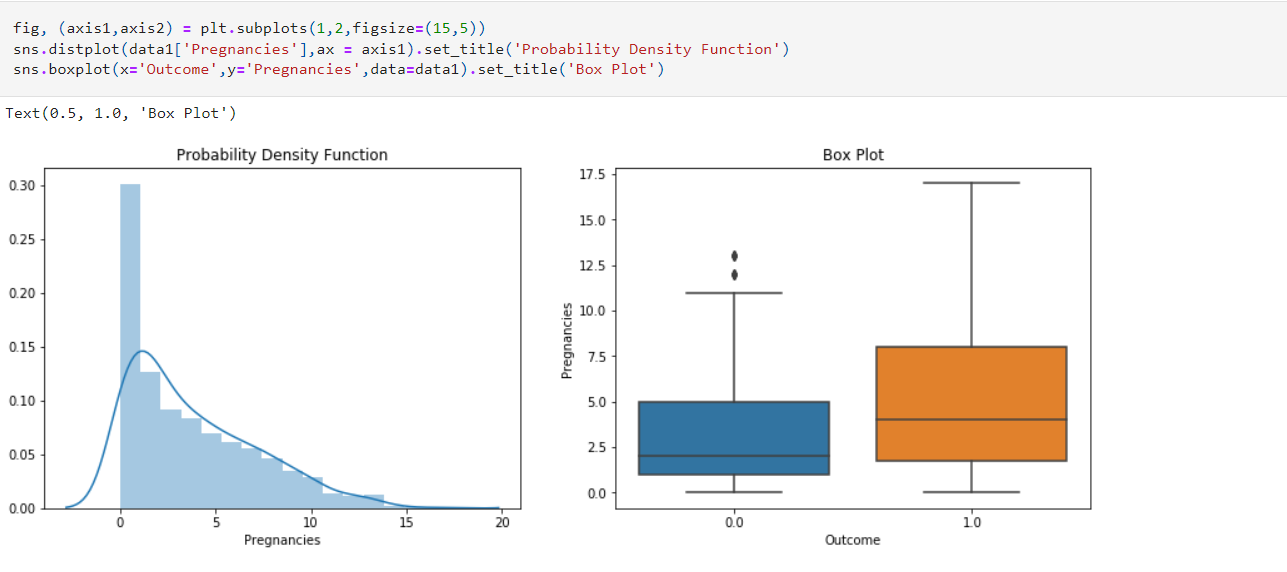 fig, (axis1,axis2) = plt.subplots(1,2,figsize=(15,5))
sns.distplot(data1['Pregnancies'],ax = axis1).set_title('Probability Density Function')
sns.boxplot(x='Outcome',y='Pregnancies',data=data1).set_title('Box Plot')
Text(0.5, 1.0, 'Box Plot')
Probability Density Function
0.30
0.25
0.20
0.15
0.10
0.05
0.00
0 5 10 15 20
Pregnancies
Box Plot
17.5
15.0
12.5
10.0
7.5
5.0
2.5
0.0
Pregnancies
0.0 1.0
Outcome